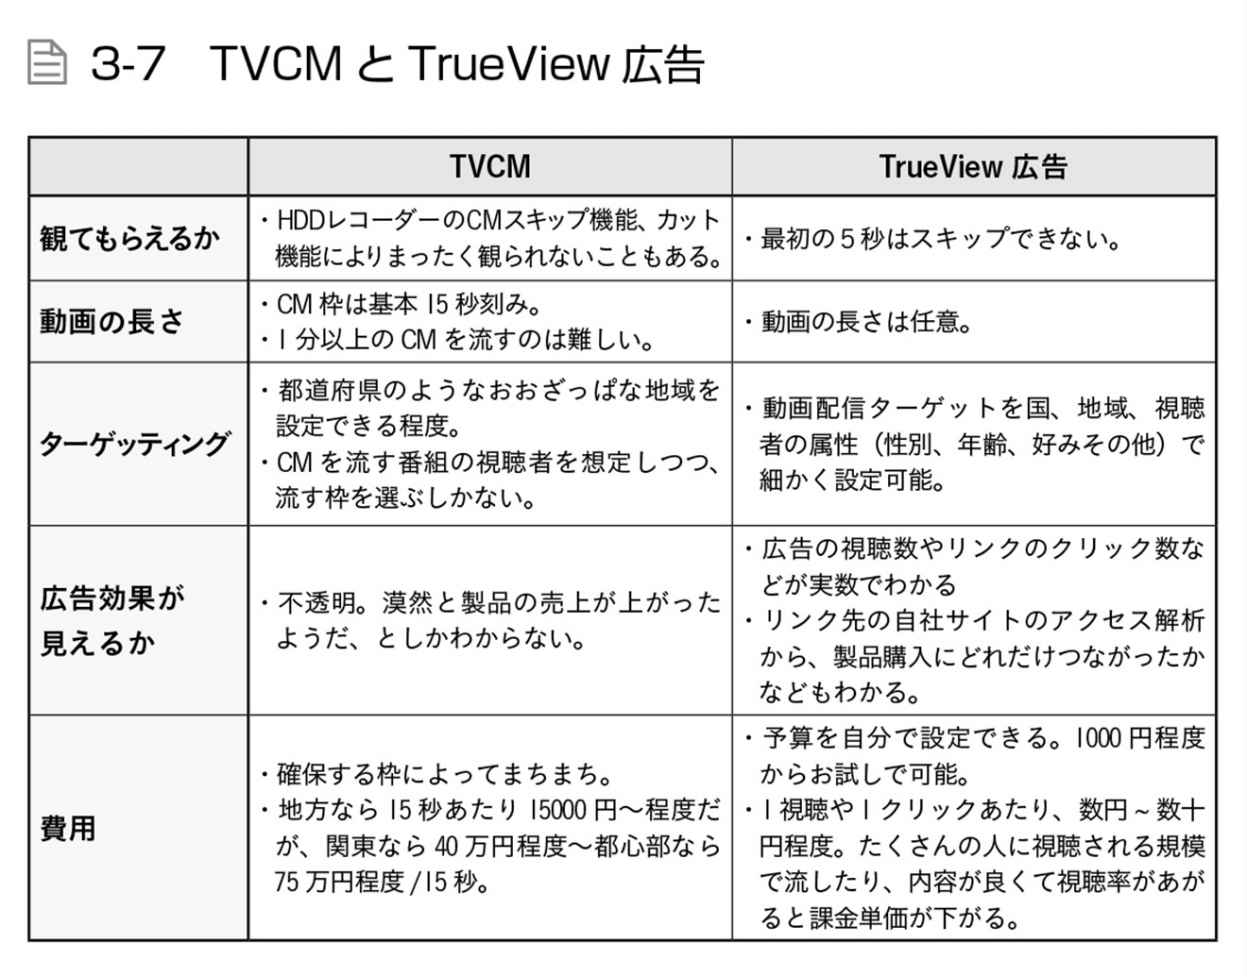 3-7 TVCM と TrueView 広告
TVCM
TrueView 広告
観てもらえるか
・HDDレコーダーのCMスキップ機能、カット
機能によりまったく観られないこともある。
・最初の5秒はスキップできない。
動画の長さ
・CM 枠は基本 15 秒刻み。
・1 分以上の CM を流すのは難しい。
・動画の長さは任意。
ターゲッティング
・都道府県のようなおおざっぱな地域を
設定できる程度。
・CM を流す番組の視聴者を想定しつつ、
流す枠を選ぶしかない。
・動画配信ターゲットを国、地域、視聴
者の属性（性別、年齢、好みその他）で
細かく設定可能。
広告効果が
見えるか
・不透明。漠然と製品の売上が上がった
ようだ、としかわからない。
・広告の視聴数やリンクのクリック数な
どが実数でわかる
・リンク先の自社サイトのアクセス解析
から、製品購入にどれだけつながったか
などもわかる。
費用
・確保する枠によってまちまち。
・地方なら 15 秒あたり 15000 円〜程度だ
が、関東なら 40 万円程度〜都心部なら
75 万円程度 /15 秒。
・予算を自分で設定できる。1000 円程度
からお試しで可能。
・1 視聴や 1 クリックあたり、数円 ~ 数十
円程度。たくさんの人に視聴される規模
で流したり、内容が良くて視聴率があが
ると課金単価が下がる。